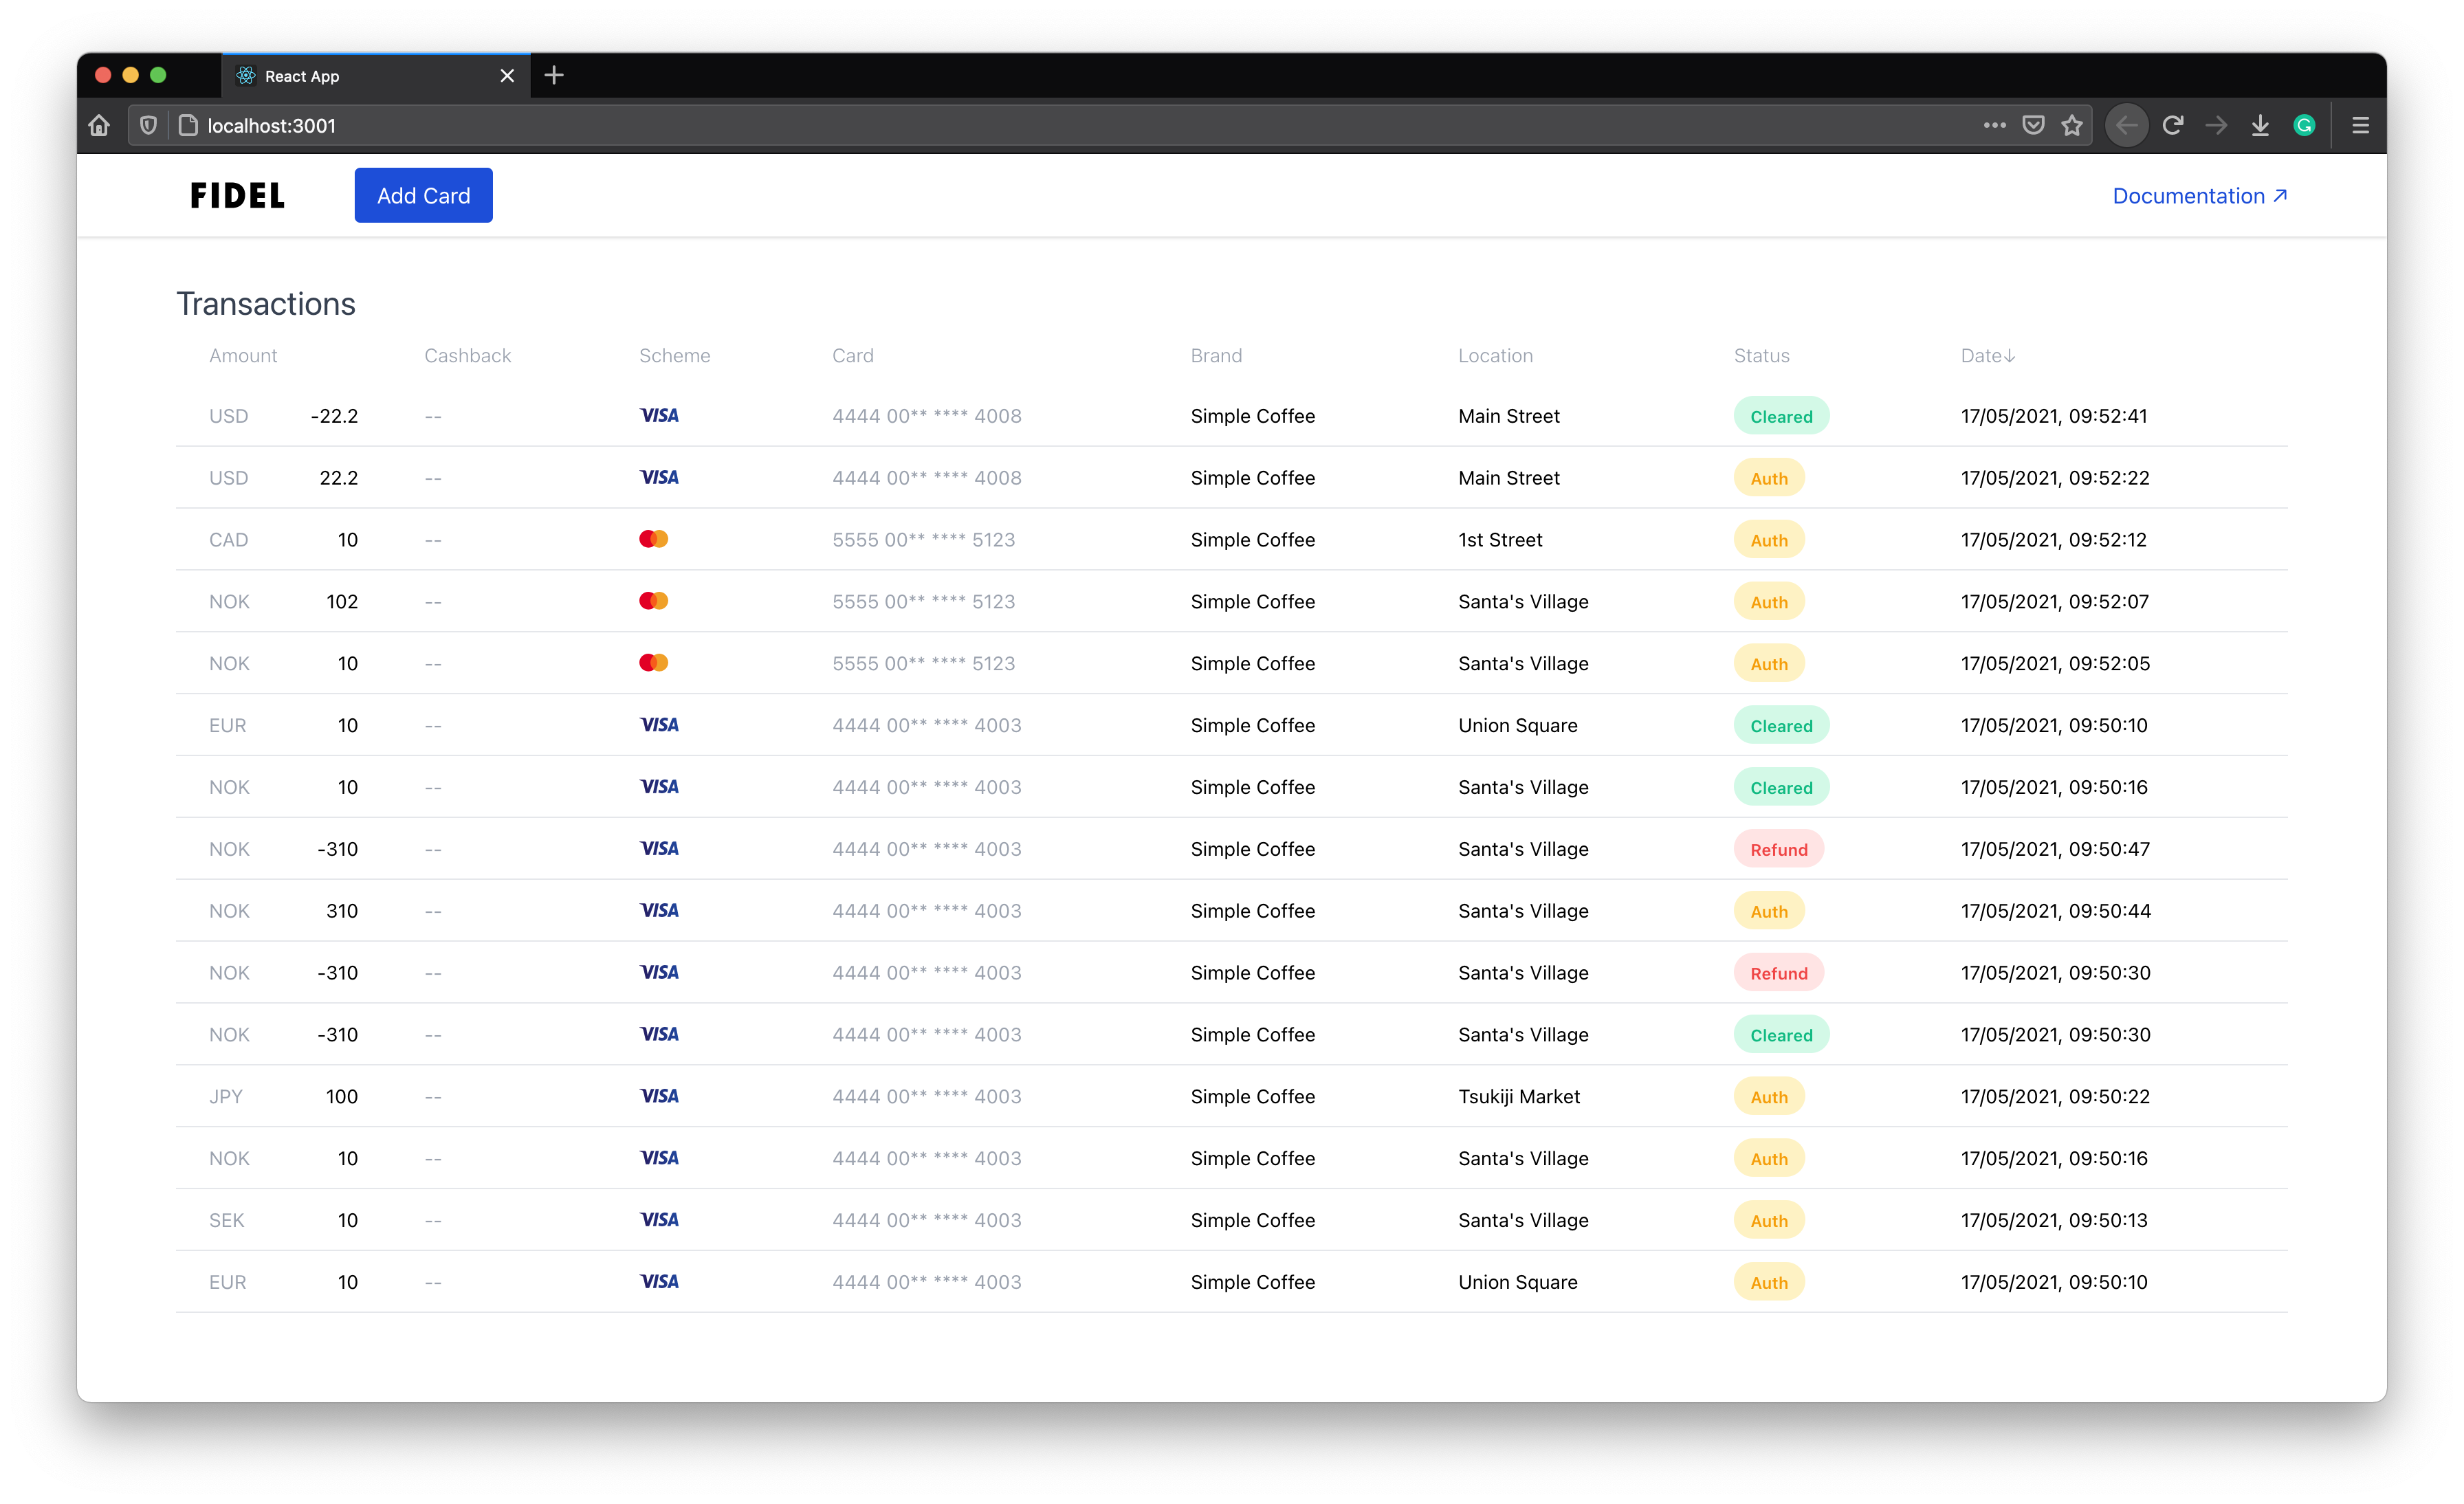 React App
localhost:3001
FIDEL Add Card Documentation ↗
Transactions
Amount Cashback Scheme Card Brand Location Status Date↓
USD -22.2 -- VISA 4444 00** **** 4008 Simple Coffee Main Street Cleared 17/05/2021, 09:52:41
USD 22.2 -- VISA 4444 00** **** 4008 Simple Coffee Main Street Auth 17/05/2021, 09:52:22
CAD 10 -- 5555 00** **** 5123 Simple Coffee 1st Street Auth 17/05/2021, 09:52:12
NOK 102 -- 5555 00** **** 5123 Simple Coffee Santa's Village Auth 17/05/2021, 09:52:07
NOK 10 -- 5555 00** **** 5123 Simple Coffee Santa's Village Auth 17/05/2021, 09:52:05
EUR 10 -- VISA 4444 00** **** 4003 Simple Coffee Union Square Cleared 17/05/2021, 09:50:10
NOK 10 -- VISA 4444 00** **** 4003 Simple Coffee Santa's Village Cleared 17/05/2021, 09:50:16
NOK -310 -- VISA 4444 00** **** 4003 Simple Coffee Santa's Village Refund 17/05/2021, 09:50:47
NOK 310 -- VISA 4444 00** **** 4003 Simple Coffee Santa's Village Auth 17/05/2021, 09:50:44
NOK -310 -- VISA 4444 00** **** 4003 Simple Coffee Santa's Village Refund 17/05/2021, 09:50:30
NOK -310 -- VISA 4444 00** **** 4003 Simple Coffee Santa's Village Cleared 17/05/2021, 09:50:30
JPY 100 -- VISA 4444 00** **** 4003 Simple Coffee Tsukiji Market Auth 17/05/2021, 09:50:22
NOK 10 -- VISA 4444 00** **** 4003 Simple Coffee Santa's Village Auth 17/05/2021, 09:50:16
SEK 10 -- VISA 4444 00** **** 4003 Simple Coffee Santa's Village Auth 17/05/2021, 09:50:13
EUR 10 -- VISA 4444 00** **** 4003 Simple Coffee Union Square Auth 17/05/2021, 09:50:10